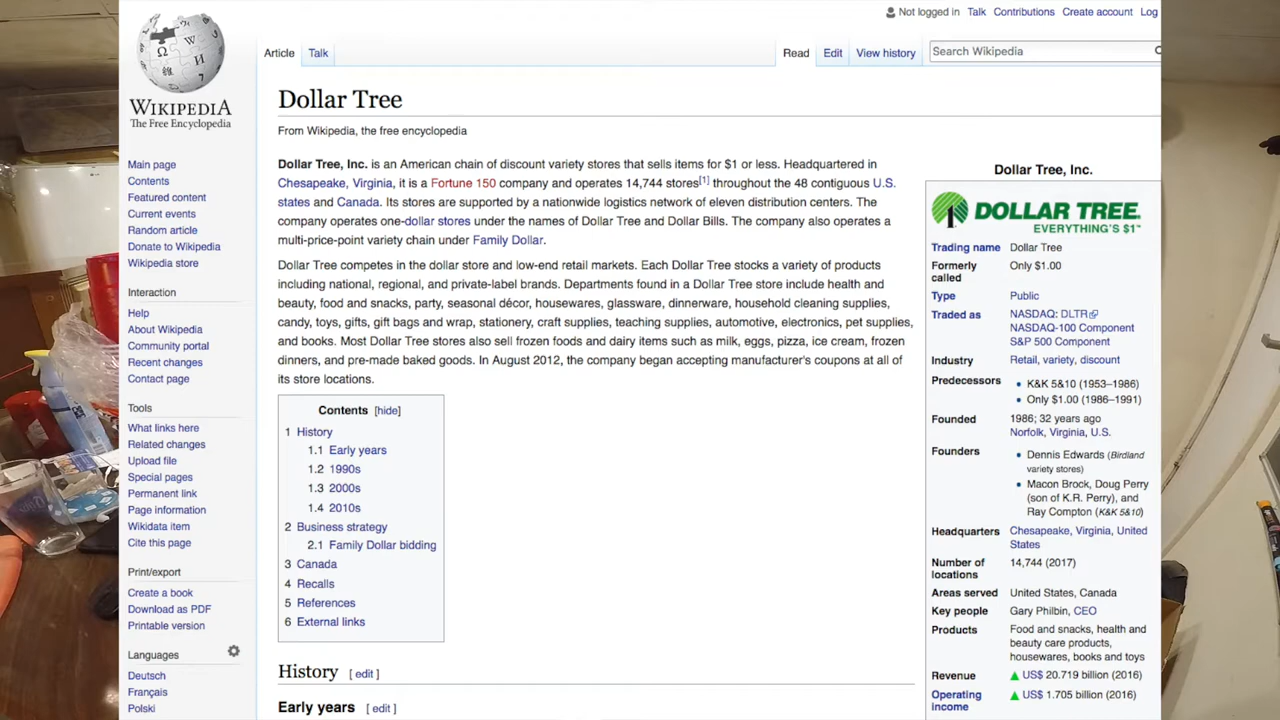 Not logged in Talk Contributions Create account Log
WIKIPEDIA
The Free Encyclopedia
Article Talk Read Edit View history Search Wikipedia
Main page
Contents
Featured content
Current events
Random article
Donate to Wikipedia
Wikipedia store
Interaction
Help
About Wikipedia
Community portal
Recent changes
Contact page
Tools
What links here
Related changes
Upload file
Special pages
Permanent link
Page information
Wikidata item
Cite this page
Print/export
Create a book
Download as PDF
Printable version
Languages
Deutsch
Français
Polski
Dollar Tree
From Wikipedia, the free encyclopedia
Dollar Tree, Inc. is an American chain of discount variety stores that sells items for $1 or less. Headquartered in
Chesapeake, Virginia, it is a Fortune 150 company and operates 14,744 stores[1] throughout the 48 contiguous U.S.
states and Canada. Its stores are supported by a nationwide logistics network of eleven distribution centers. The
company operates one-dollar stores under the names of Dollar Tree and Dollar Bills. The company also operates a
multi-price-point variety chain under Family Dollar.
Dollar Tree competes in the dollar store and low-end retail markets. Each Dollar Tree stocks a variety of products
including national, regional, and private-label brands. Departments found in a Dollar Tree store include health and
beauty, food and snacks, party, seasonal décor, housewares, glassware, dinnerware, household cleaning supplies,
candy, toys, gifts, gift bags and wrap, stationery, craft supplies, teaching supplies, automotive, electronics, pet supplies,
and books. Most Dollar Tree stores also sell frozen foods and dairy items such as milk, eggs, pizza, ice cream, frozen
dinners, and pre-made baked goods. In August 2012, the company began accepting manufacturer's coupons at all of
its store locations.
Contents [hide]
1 History
1.1 Early years
1.2 1990s
1.3 2000s
1.4 2010s
2 Business strategy
2.1 Family Dollar bidding
3 Canada
4 Recalls
5 References
6 External links
History [ edit ]
Early years [ edit ]
Dollar Tree, Inc.
DOLLAR TREE.
EVERYTHING'S $1
Trading name Dollar Tree
Formerly called Only $1.00
Type Public
Traded as NASDAQ: DLTR
NASDAQ-100 Component
S&P 500 Component
Industry Retail, variety, discount
Predecessors • K&K 5&10 (1953–1986)
• Only $1.00 (1986–1991)
Founded 1986; 32 years ago
Norfolk, Virginia, U.S.
Founders • Dennis Edwards (Birdland
variety stores)
• Macon Brock, Doug Perry
(son of K.R. Perry), and
Ray Compton (K&K 5&10)
Headquarters Chesapeake, Virginia, United
States
Number of locations 14,744 (2017)
Areas served United States, Canada
Key people Gary Philbin, CEO
Products Food and snacks, health and
beauty care products,
housewares, books and toys
Revenue US$ 20.719 billion (2016)
Operating income US$ 1.705 billion (2016)